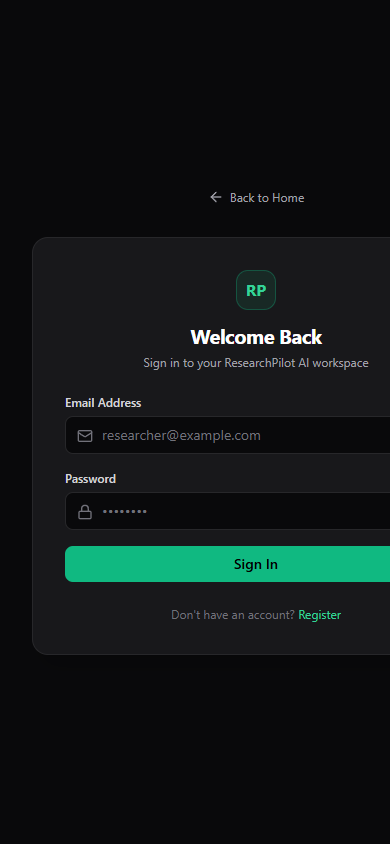 Back to Home
RP
Welcome Back
Sign in to your ResearchPilot AI workspace
Email Address
researcher@example.com
Password
••••••••
Sign In
Don't have an account? Register